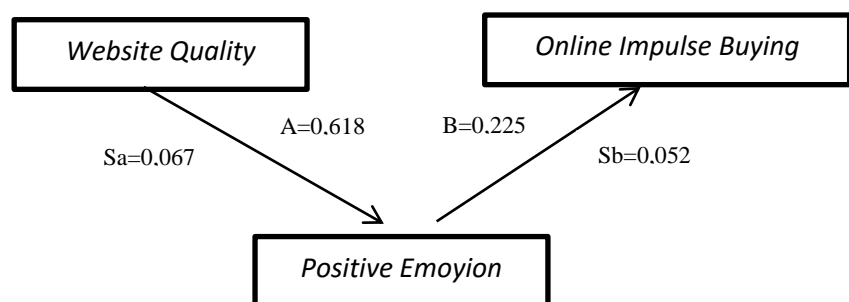 Website Quality
Online Impulse Buying
A=0,618
B=0,225
Sa=0,067
Sb=0,052
Positive Emoyion